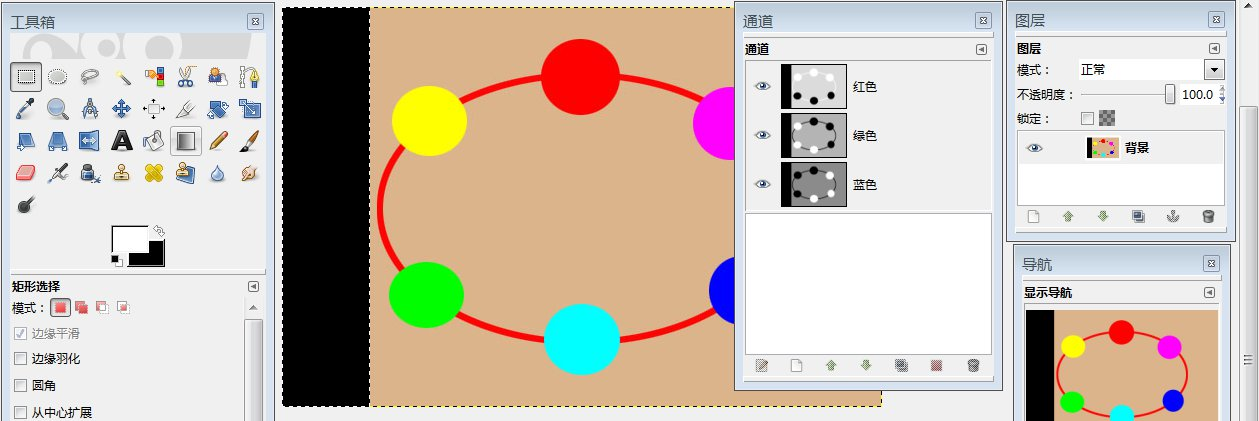 工具箱
矩形选择
模式：
边缘平滑
边缘羽化
圆角
从中心扩展
通道
通道
红色
绿色
蓝色
图层
图层
模式： 正常
不透明度： 100.0
锁定：
背景
导航
显示导航